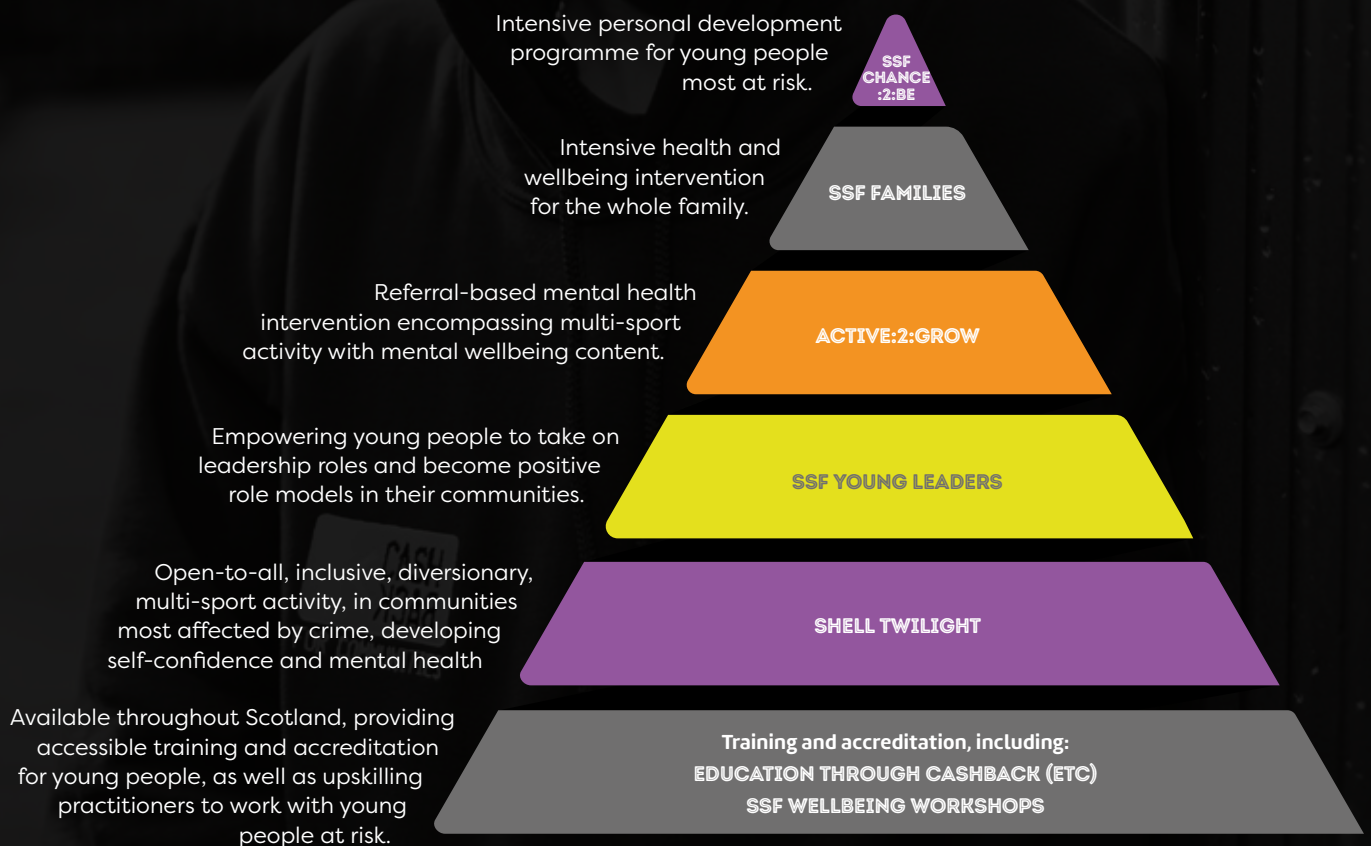 Intensive personal development
programme for young people
most at risk.
SSF
CHANCE
:2:BE
Intensive health and
wellbeing intervention
for the whole family.
SSF FAMILIES
Referral-based mental health
intervention encompassing multi-sport
activity with mental wellbeing content.
ACTIVE:2:GROW
Empowering young people to take on
leadership roles and become positive
role models in their communities.
SSF YOUNG LEADERS
Open-to-all, inclusive, diversionary,
multi-sport activity, in communities
most affected by crime, developing
self-confidence and mental health
SHELL TWILIGHT
Available throughout Scotland, providing
accessible training and accreditation
for young people, as well as upskilling
practitioners to work with young
people at risk.
Training and accreditation, including:
EDUCATION THROUGH CASHBACK (ETC)
SSF WELLBEING WORKSHOPS
CASH
BACK